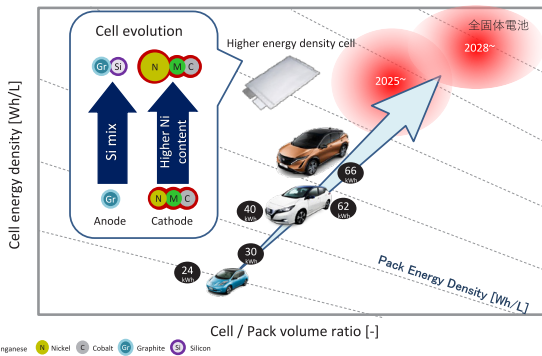 Cell evolution
Gr
Si
N
M
C
Si mix
Higher Ni
content
Gr
N
M
C
Anode
Cathode
Higher energy density cell
全固体電池
2028~
2025~
66
kWh
62
kWh
40
kWh
30
kWh
24
kWh
Pack Energy Density [Wh/L]
Cell energy density [Wh/L]
Cell / Pack volume ratio [-]
nganese
N Nickel
C Cobalt
Gr Graphite
Si Silicon